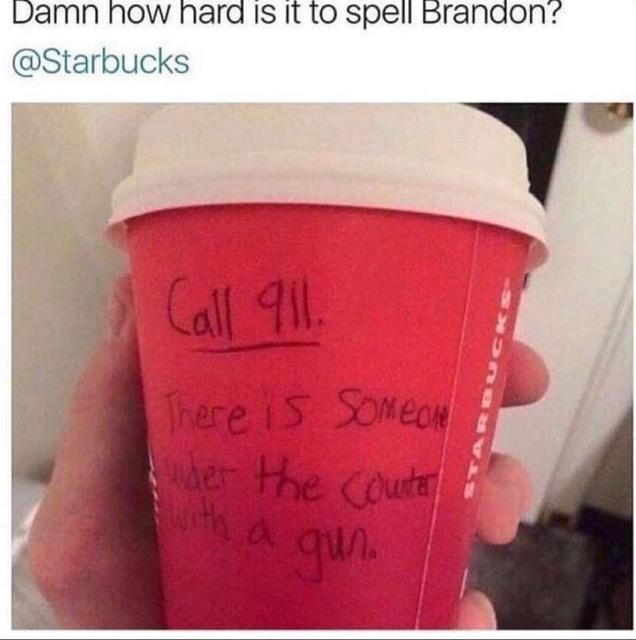 Damn how hard is it to spell Brandon?
@Starbucks
Call 911.
There is Someone
under the counter
with a gun.
STARBUCKS